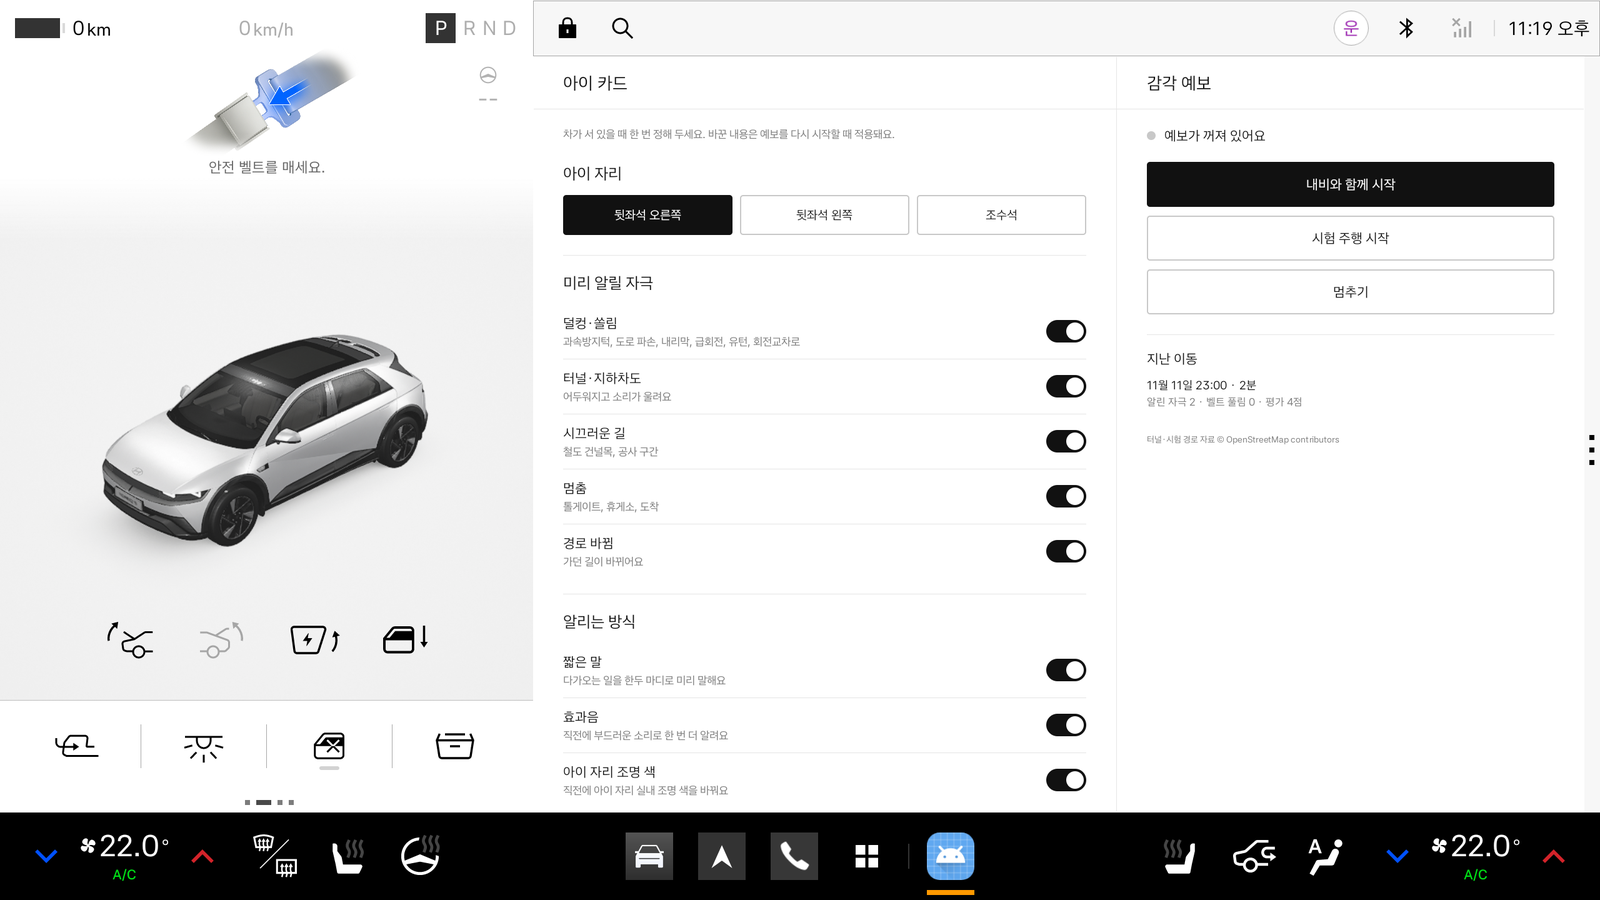 0 km
0 km/h
P R N D
11:19 오후
운
--
안전 벨트를 매세요.
아이 카드
차가 서 있을 때 한 번 정해 두세요. 바꾼 내용은 예보를 다시 시작할 때 적용돼요.
아이 자리
뒷좌석 오른쪽
뒷좌석 왼쪽
조수석
미리 알릴 자극
덜컹·쏠림
과속방지턱, 도로 파손, 내리막, 급회전, 유턴, 회전교차로
터널·지하차도
어두워지고 소리가 울려요
시끄러운 길
철도 건널목, 공사 구간
멈춤
톨게이트, 휴게소, 도착
경로 바뀜
가던 길이 바뀌어요
알리는 방식
짧은 말
다가오는 일을 한두 마디로 미리 말해요
효과음
직전에 부드러운 소리로 한 번 더 알려요
아이 자리 조명 색
직전에 아이 자리 실내 조명 색을 바꿔요
감각 예보
예보가 꺼져 있어요
내비와 함께 시작
시험 주행 시작
멈추기
지난 이동
11월 11일 23:00 · 2분
알린 자극 2 · 벨트 풀림 0 · 평가 4점
터널·시험 경로 자료 © OpenStreetMap contributors
22.0°
A/C
A
22.0°
A/C